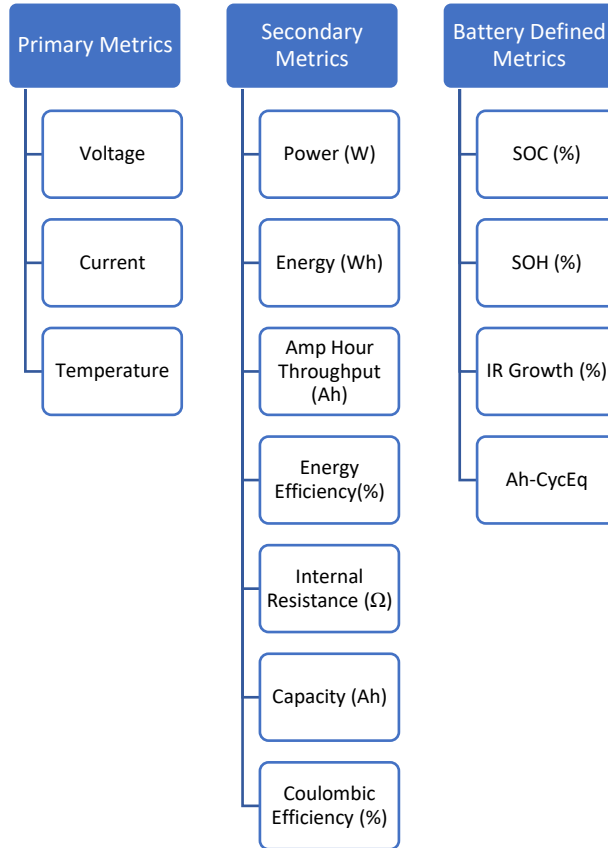 Primary Metrics
Voltage
Current
Temperature
Secondary
Metrics
Power (W)
Energy (Wh)
Amp Hour
Throughput
(Ah)
Energy
Efficiency(%)
Internal
Resistance (Ω)
Capacity (Ah)
Coulombic
Efficiency (%)
Battery Defined
Metrics
SOC (%)
SOH (%)
IR Growth (%)
Ah-CycEq